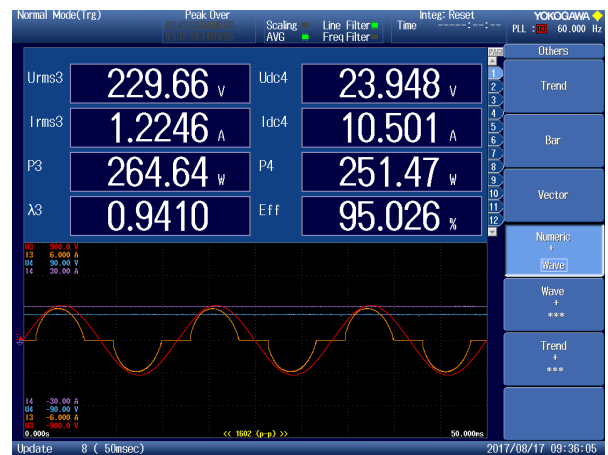 Normal Mode(Trg) Peak Over Scaling Line Filter AVG Freq Filter Integ: Reset Time -----:--:-- YOKOGAWA PLL :U3 60.000 Hz
Others
PAGE
Urms3 229.66 V Udc4 23.948 V
Irms3 1.2246 A Idc4 10.501 A
P3 264.64 W P4 251.47 W
λ3 0.9410 Eff 95.026 %
1
2
3
4
5
6
7
8
9
10
11
12
Trend
Bar
Vector
Numeric
+
Wave
Wave
+
***
Trend
+
***
U3 900.0 V
I3 6.000 A
U4 90.00 V
I4 30.00 A
I4 -30.00 A
U4 -90.00 V
I3 -6.000 A
U3 -900.0 V
0.000s << 1602 (p-p) >> 50.000ms
Update 8 ( 50msec) 2017/08/17 09:36:05